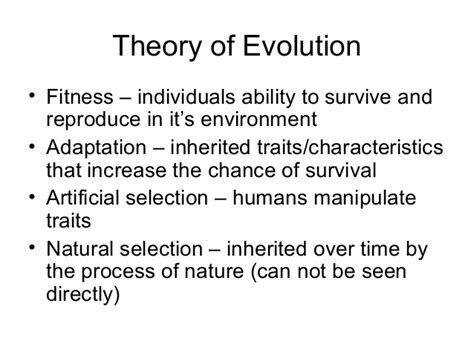 Theory of Evolution
• Fitness – individuals ability to survive and
reproduce in it's environment
• Adaptation – inherited traits/characteristics
that increase the chance of survival
• Artificial selection – humans manipulate
traits
• Natural selection – inherited over time by
the process of nature (can not be seen
directly)